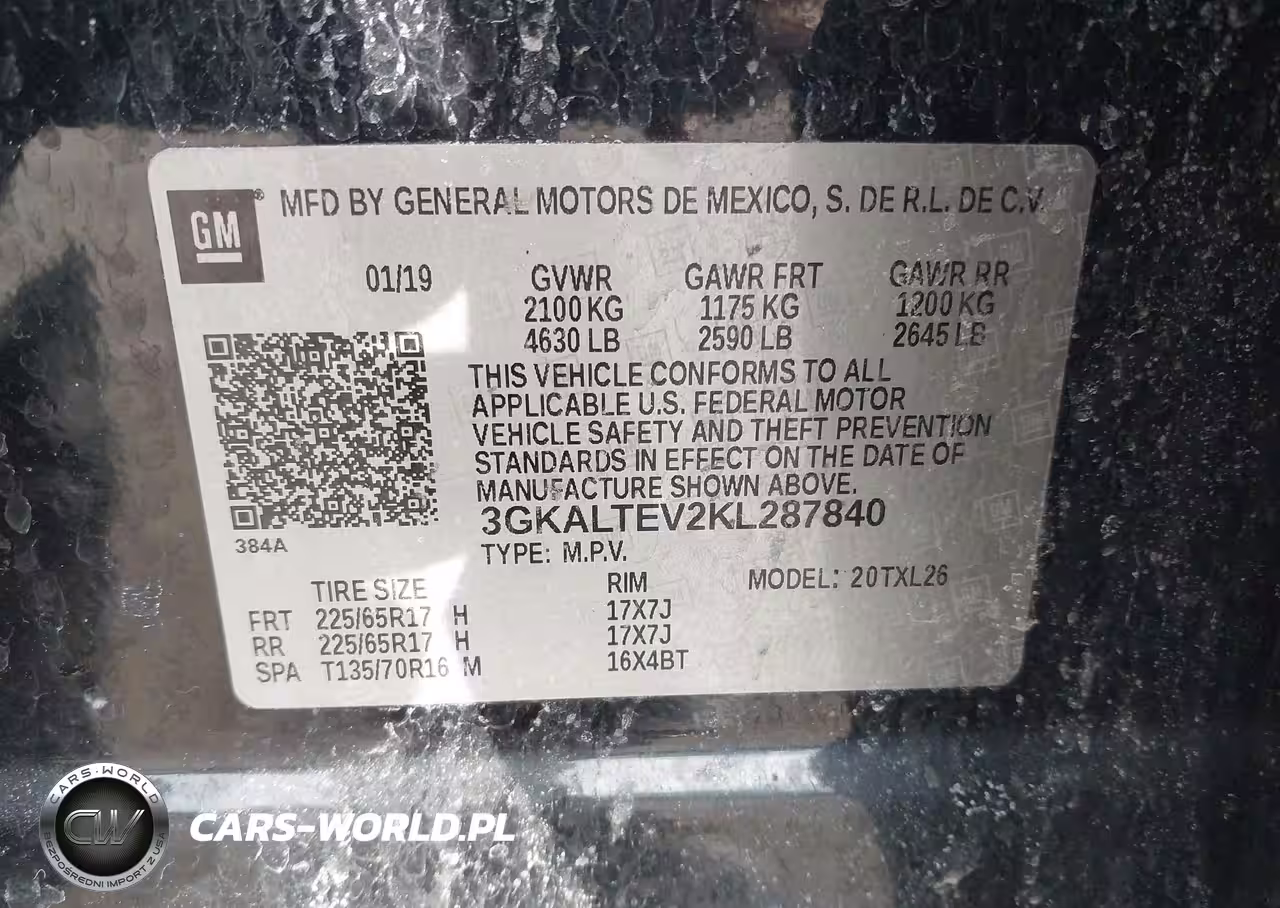 GM® MFD BY GENERAL MOTORS DE MEXICO, S. DE R.L. DE C.V.
01/19 GVWR GAWR FRT GAWR RR
2100 KG 1175 KG 1200 KG
4630 LB 2590 LB 2645 LB
THIS VEHICLE CONFORMS TO ALL
APPLICABLE U.S. FEDERAL MOTOR
VEHICLE SAFETY AND THEFT PREVENTION
STANDARDS IN EFFECT ON THE DATE OF
MANUFACTURE SHOWN ABOVE.
3GKALTEV2KL287840
384A
TYPE: M.P.V.
TIRE SIZE RIM MODEL: 20TXL26
FRT 225/65R17 H 17X7J
RR 225/65R17 H 17X7J
SPA T135/70R16 M 16X4BT
CARS-WORLD
CW
BEZPOŚREDNI IMPORT Z USA
CARS-WORLD.PL